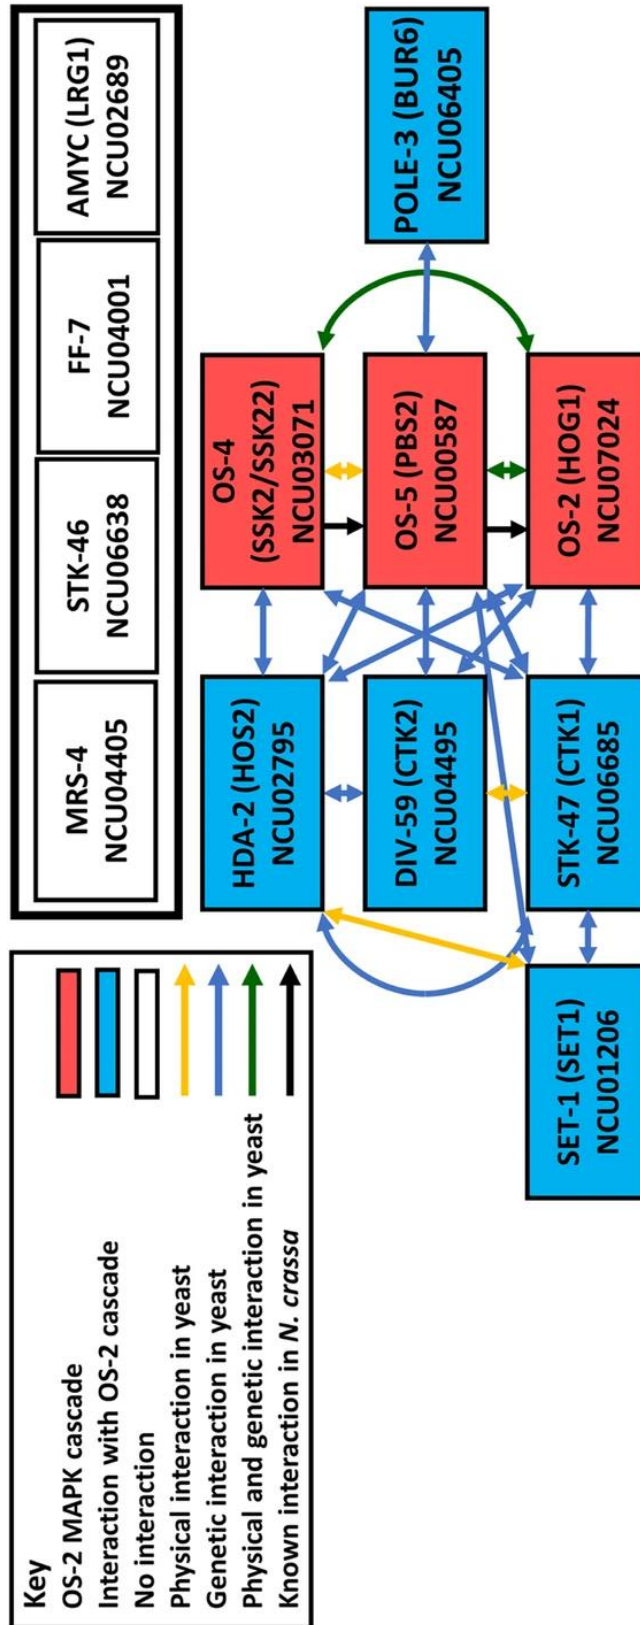 Key
OS-2 MAPK cascade
Interaction with OS-2 cascade
No interaction
Physical interaction in yeast
Genetic interaction in yeast
Physical and genetic interaction in yeast
Known interaction in N. crassa
MRS-4
NCU04405
STK-46
NCU06638
FF-7
NCU04001
AMYC (LRG1)
NCU02689
HDA-2 (HOS2)
NCU02795
OS-4
(SSK2/SSK22)
NCU03071
DIV-59 (CTK2)
NCU04495
OS-5 (PBS2)
NCU00587
POLE-3 (BUR6)
NCU06405
SET-1 (SET1)
NCU01206
STK-47 (CTK1)
NCU06685
OS-2 (HOG1)
NCU07024